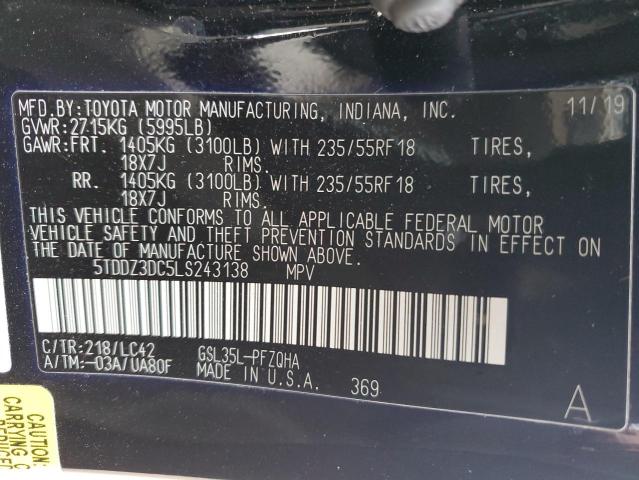 MFD.BY:TOYOTA MOTOR MANUFACTURING, INDIANA, INC. 11/19
GVWR:2715KG (5995LB)
GAWR:FRT. 1405KG (3100LB) WITH 235/55RF18 TIRES,
18X7J RIMS.
RR. 1405KG (3100LB) WITH 235/55RF18 TIRES,
18X7J RIMS.
THIS VEHICLE CONFORMS TO ALL APPLICABLE FEDERAL MOTOR
VEHICLE SAFETY AND THEFT PREVENTION STANDARDS IN EFFECT ON
THE DATE OF MANUFACTURE SHOWN ABOVE.
5TDDZ3DC5LS243138 MPV
C/TR:218/LC42 GSL35L-PFZQHA
A/TM:-03A/UA80F MADE IN U.S.A. 369
A
CAUTION:
CARRYING